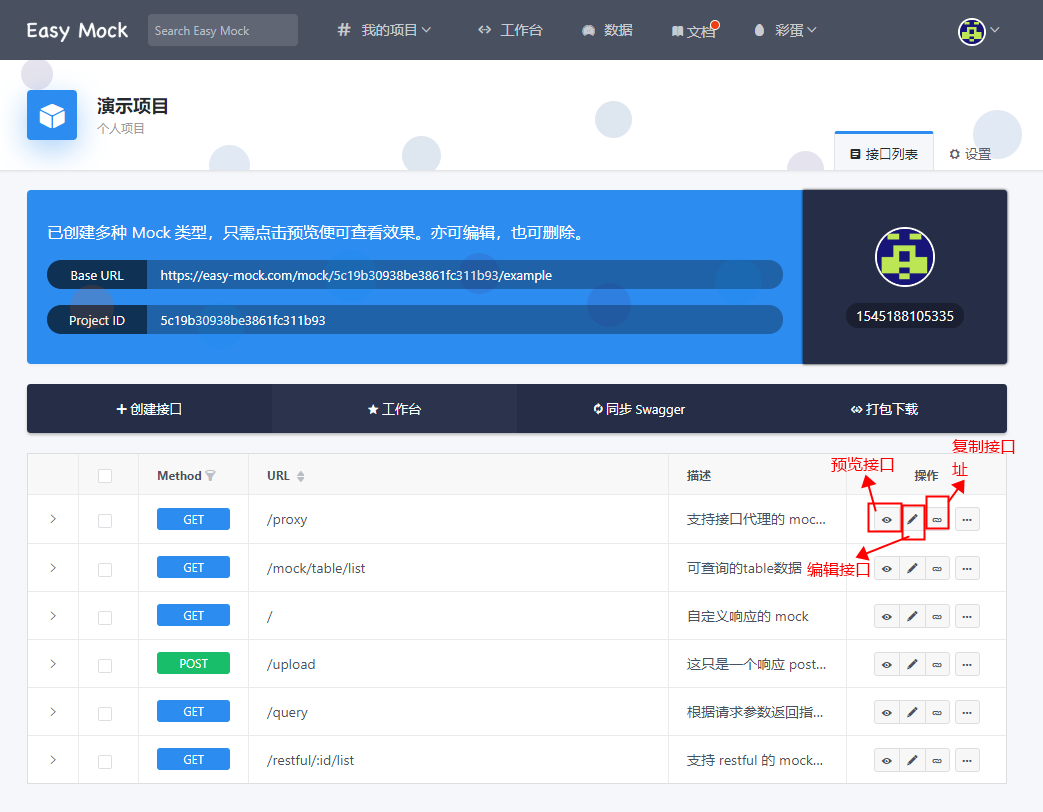 Easy Mock
Search Easy Mock
# 我的项目
工作台
数据
文档
彩蛋
演示项目
个人项目
接口列表
设置
已创建多种 Mock 类型，只需点击预览便可查看效果。亦可编辑，也可删除。
Base URL https://easy-mock.com/mock/5c19b30938be3861fc311b93/example
Project ID 5c19b30938be3861fc311b93
1545188105335
创建接口
工作台
同步 Swagger
打包下载
复制接口
址
预览接口
Method URL 描述 操作
GET /proxy 支持接口代理的 moc...
GET /mock/table/list 可查询的table数据
编辑接口
GET / 自定义响应的 mock
POST /upload 这只是一个响应 post...
GET /query 根据请求参数返回指...
GET /restful/:id/list 支持 restful 的 mock...